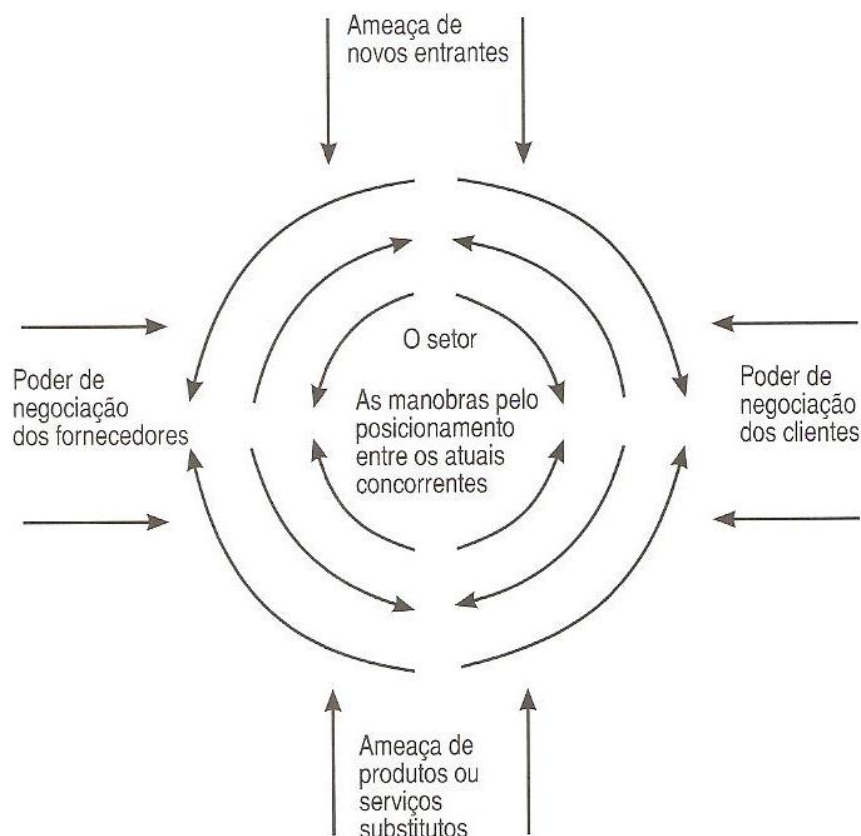 Ameaça de
novos entrantes
O setor
Poder de
negociação
dos fornecedores
As manobras pelo
posicionamento
entre os atuais
concorrentes
Poder de
negociação
dos clientes
Ameaça de
produtos ou
serviços
substitutos